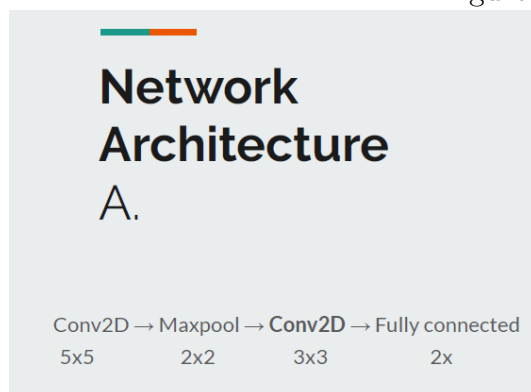 Network
Architecture
A.
Conv2D → Maxpool → Conv2D → Fully connected
5x5 2x2 3x3 2x